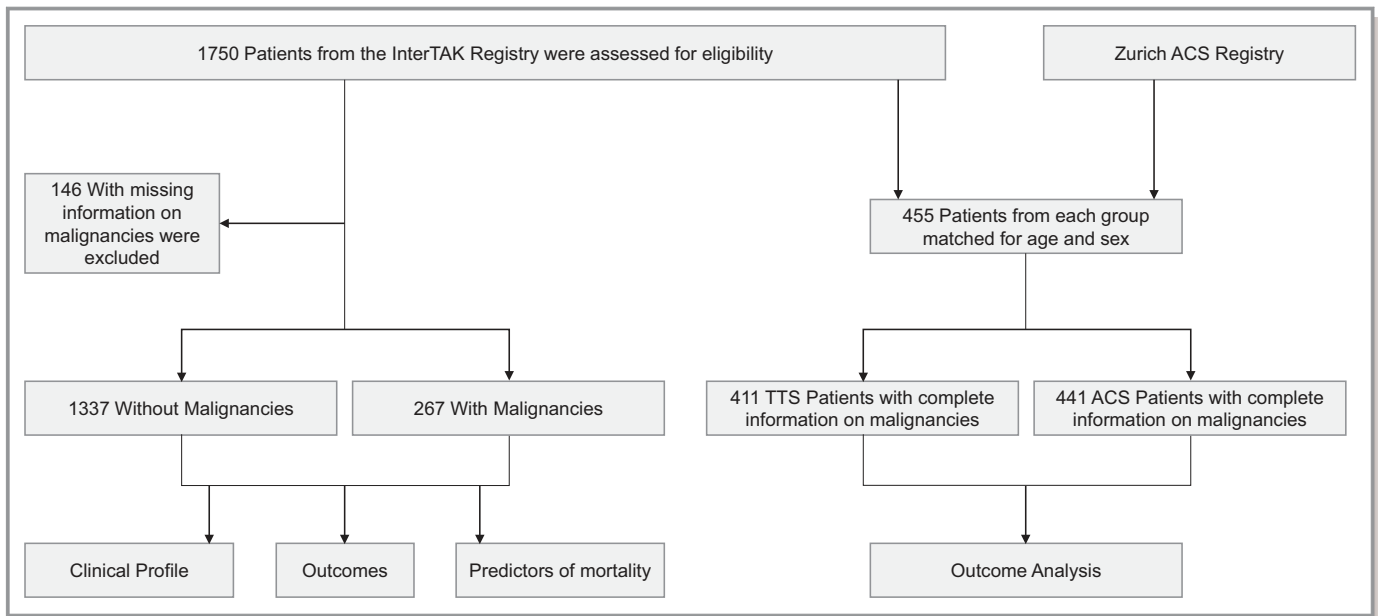 1750 Patients from the InterTAK Registry were assessed for eligibility
Zurich ACS Registry
146 With missing
information on
malignancies were
excluded
455 Patients from each group
matched for age and sex
1337 Without Malignancies
267 With Malignancies
411 TTS Patients with complete
information on malignancies
441 ACS Patients with complete
information on malignancies
Clinical Profile
Outcomes
Predictors of mortality
Outcome Analysis